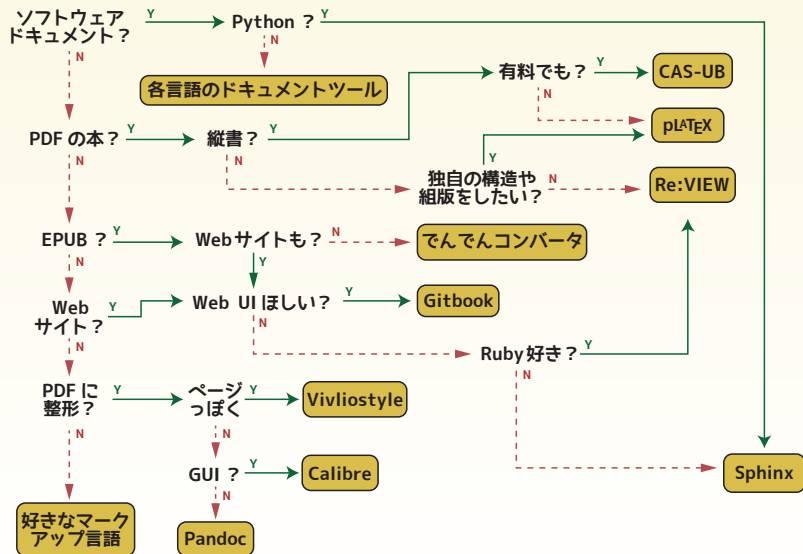 ソフトウェア
ドキュメント？
Y
Python ？
Y
N
N
各言語のドキュメントツール
有料でも？
Y
CAS-UB
N
pLATEX
PDF の本？
Y
縦書？
Y
N
N
Y
独自の構造や
組版をしたい？
N
Re:VIEW
EPUB ？
Y
Webサイトも？
N
でんでんコンバータ
N
Y
Web
サイト？
Y
Web UI ほしい？
Y
Gitbook
N
N
Ruby 好き？
Y
N
PDF に
整形？
Y
ページ
っぽく
Y
Vivliostyle
N
N
GUI ？
Y
Calibre
N
Sphinx
好きなマーク
アップ言語
Pandoc